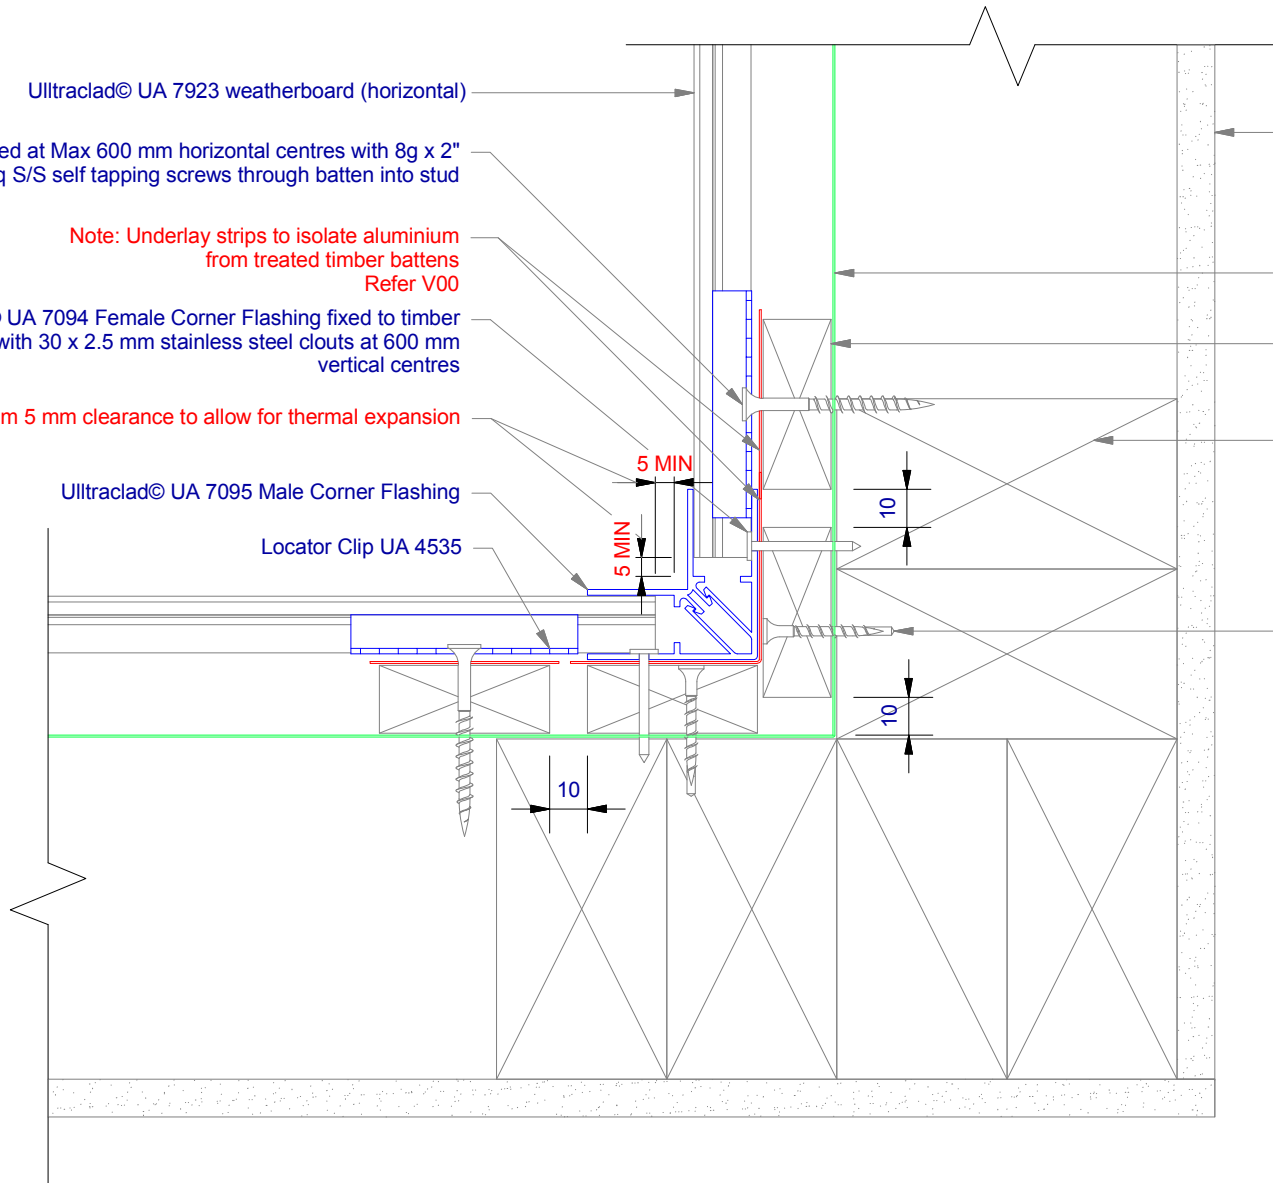 Ulltraclad© UA 7923 weatherboard (horizontal)
ed at Max 600 mm horizontal centres with 8g x 2"
q S/S self tapping screws through batten into stud
Note: Underlay strips to isolate aluminium
from treated timber battens
Refer V00
UA 7094 Female Corner Flashing fixed to timber
with 30 x 2.5 mm stainless steel clouts at 600 mm
vertical centres
m 5 mm clearance to allow for thermal expansion
5 MIN
Ulltraclad© UA 7095 Male Corner Flashing
10
5 MIN
Locator Clip UA 4535
10
10